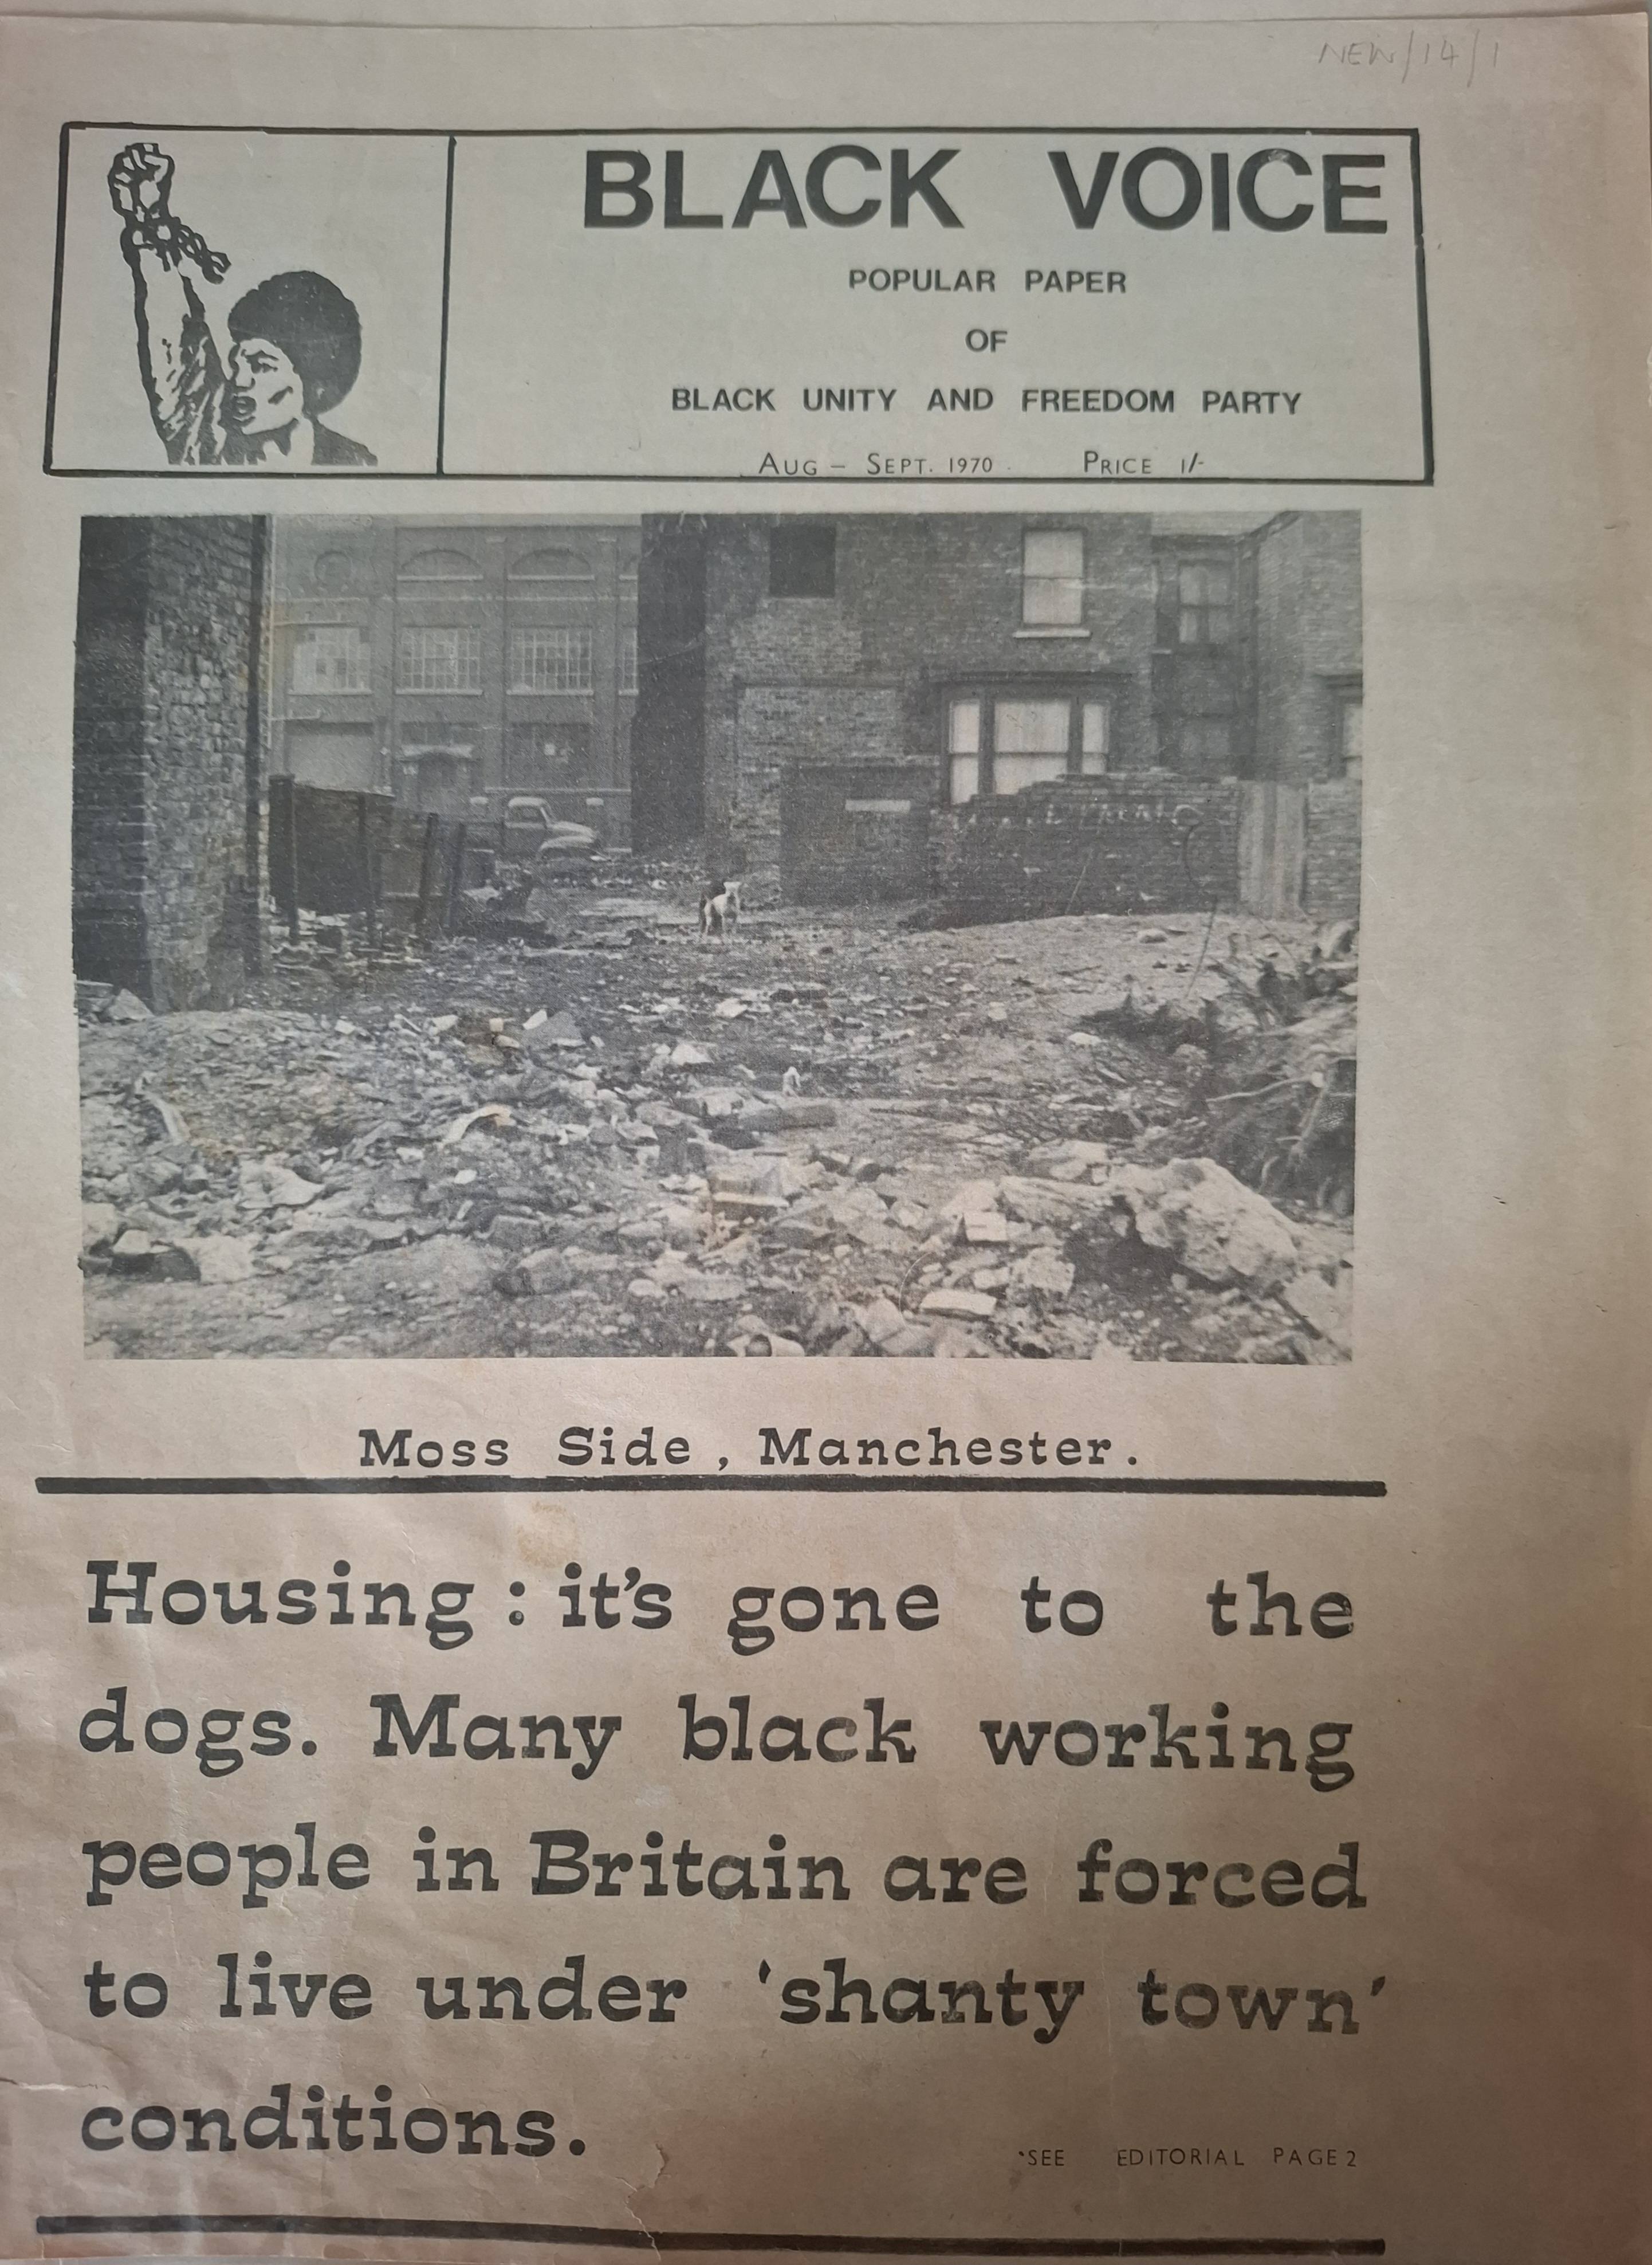 NEW/14/1
BLACK VOICE
POPULAR PAPER
OF
BLACK UNITY AND FREEDOM PARTY
AUG – SEPT. 1970 PRICE 1/-
Moss Side, Manchester.
Housing: it's gone to the
dogs. Many black working
people in Britain are forced
to live under 'shanty town'
conditions.
*SEE EDITORIAL PAGE 2